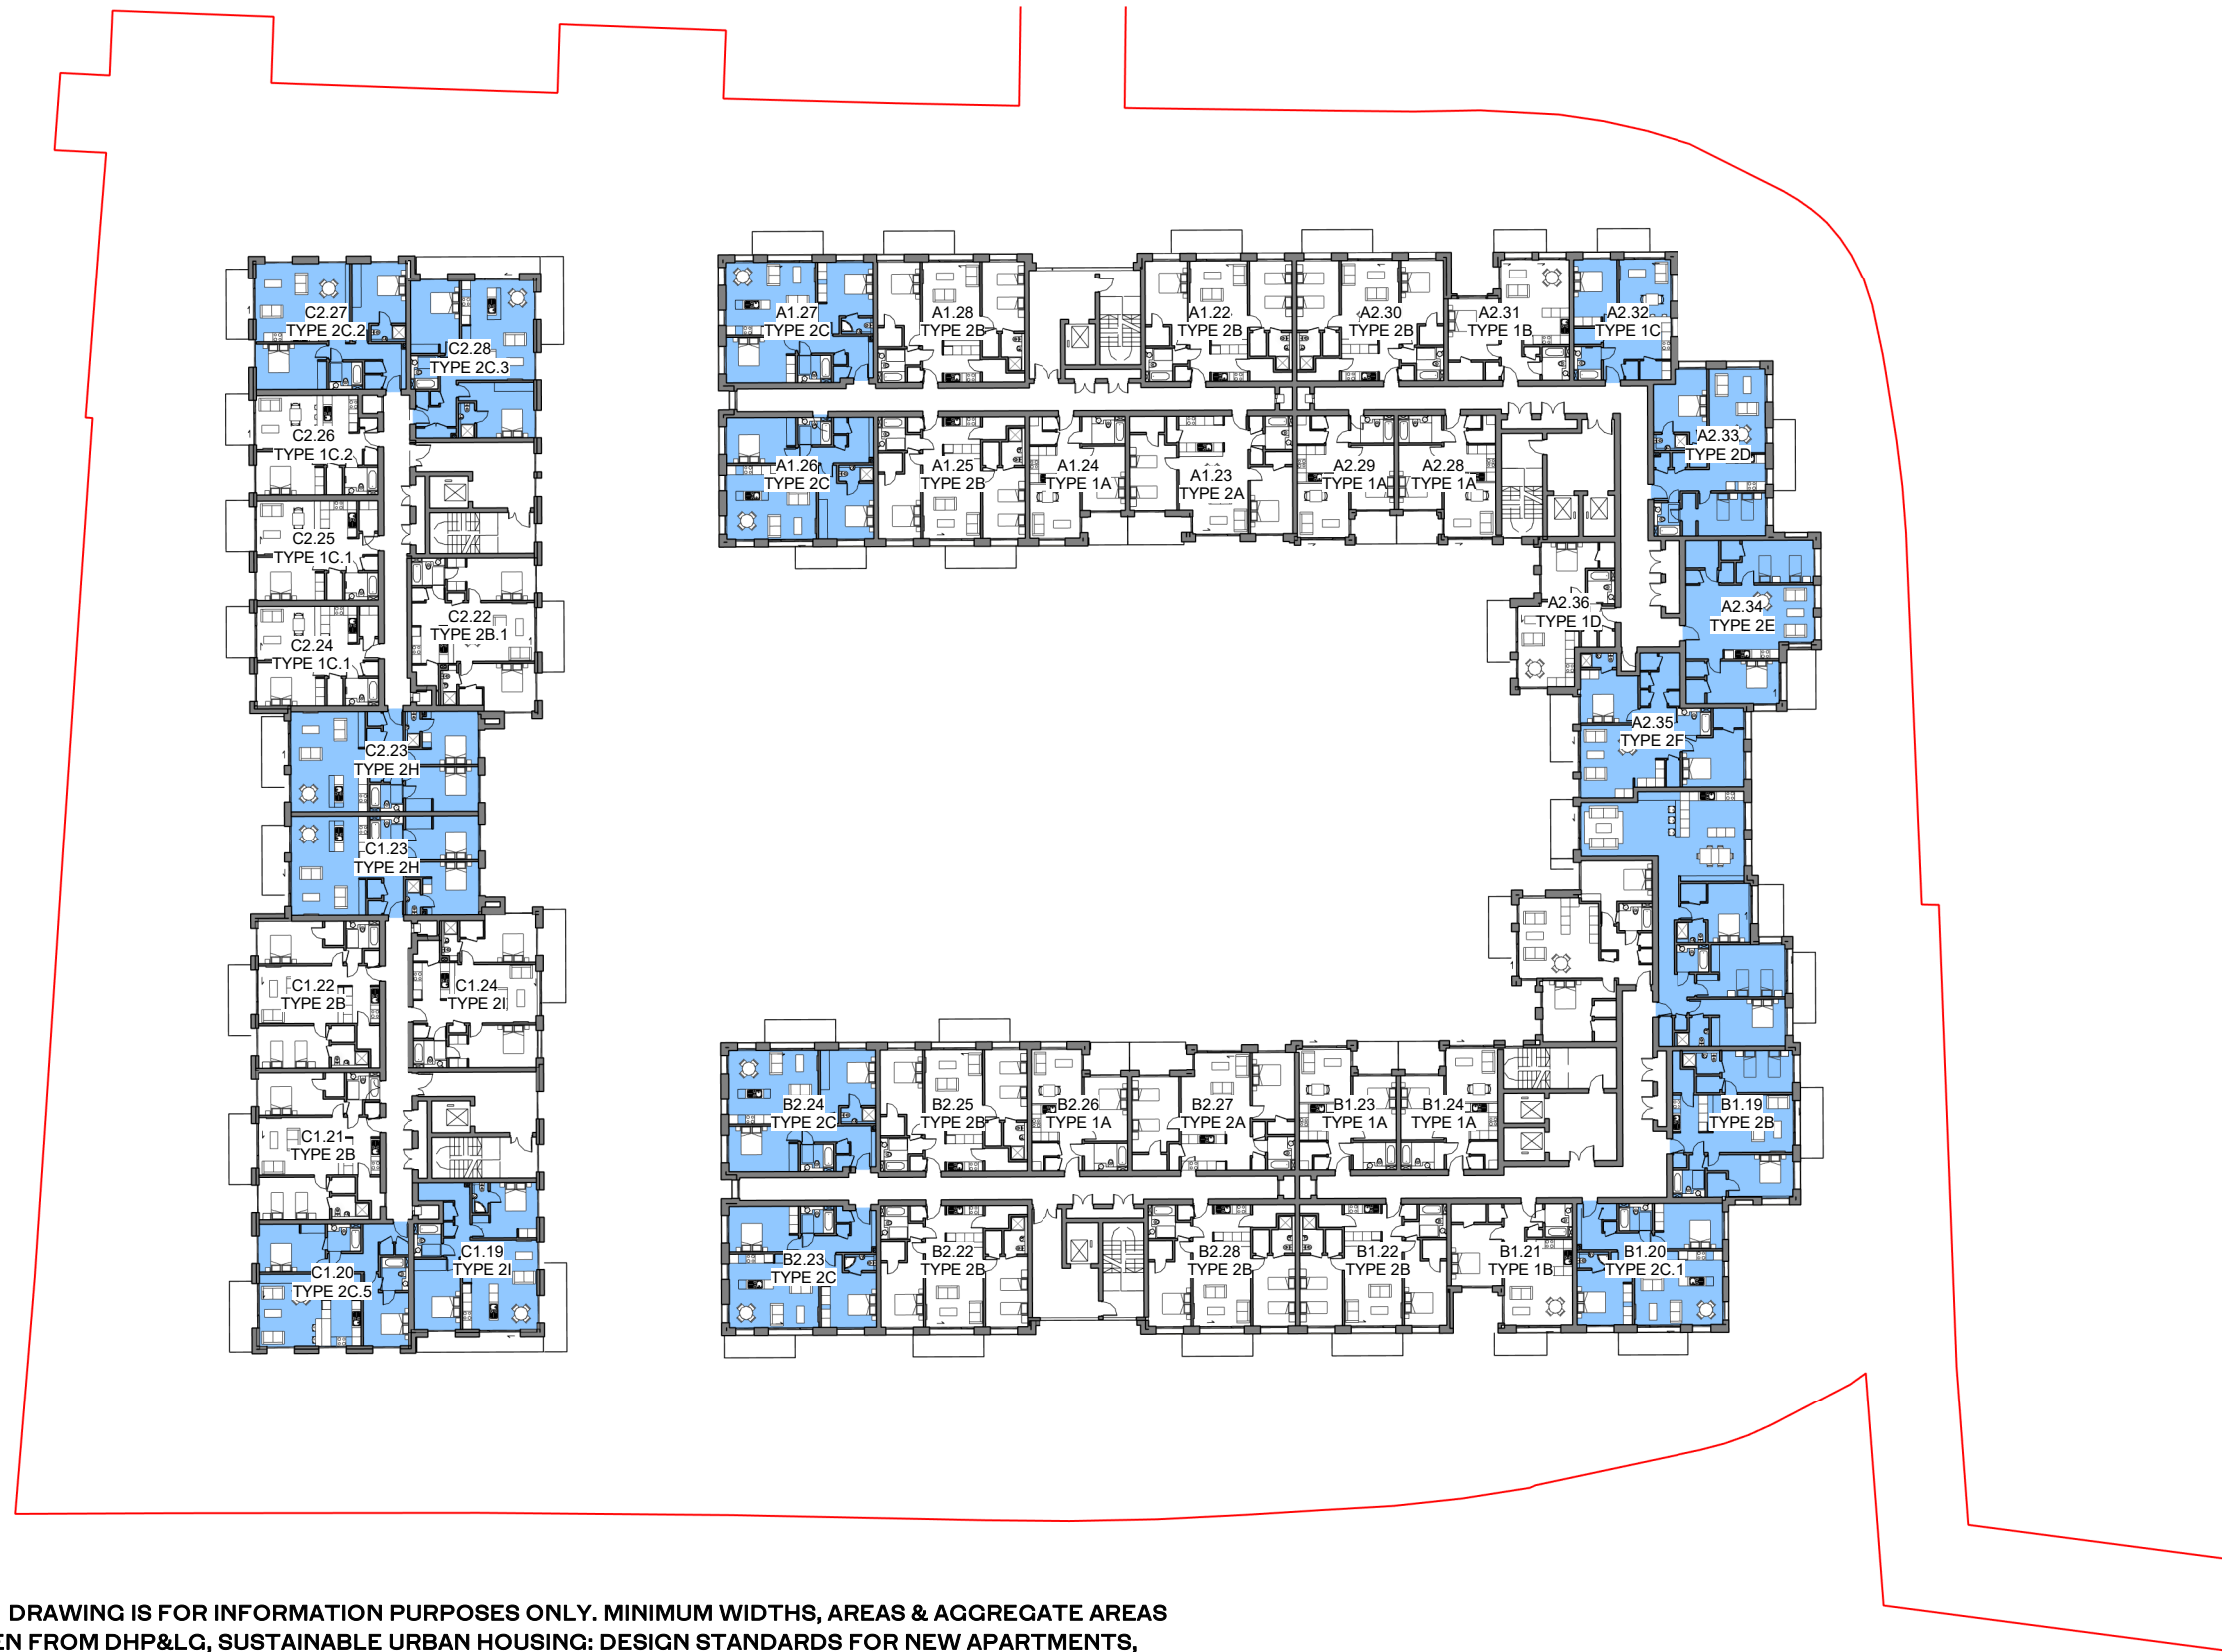 C2.27
TYPE 2C.2
C2.28
TYPE 2C.3
C2.26
TYPE 1C.2
C2.25
TYPE 1C.1
C2.22
TYPE 2B.1
C2.24
TYPE 1C.1
C2.23
TYPE 2H
C1.23
TYPE 2H
C1.22
TYPE 2B
C1.24
TYPE 2I
C1.21
TYPE 2B
C1.19
TYPE 2I
C1.20
TYPE 2C.5
A1.27
TYPE 2C
A1.28
TYPE 2B
A1.22
TYPE 2B
A2.30
TYPE 2B
A2.31
TYPE 1B
A2.32
TYPE 1C
A1.26
TYPE 2C
A1.25
TYPE 2B
A1.24
TYPE 1A
A1.23
TYPE 2A
A2.29
TYPE 1A
A2.28
TYPE 1A
A2.33
TYPE 2D
A2.36
TYPE 1D
A2.34
TYPE 2E
A2.35
TYPE 2F
B2.24
TYPE 2C
B2.25
TYPE 2B
B2.26
TYPE 1A
B2.27
TYPE 2A
B1.23
TYPE 1A
B1.24
TYPE 1A
B1.19
TYPE 2B
B2.23
TYPE 2C
B2.22
TYPE 2B
B2.28
TYPE 2B
B1.22
TYPE 2B
B1.21
TYPE 1B
B1.20
TYPE 2C.1
DRAWING IS FOR INFORMATION PURPOSES ONLY. MINIMUM WIDTHS, AREAS & AGGREGATE AREAS
EN FROM DHP&LG, SUSTAINABLE URBAN HOUSING: DESIGN STANDARDS FOR NEW APARTMENTS,